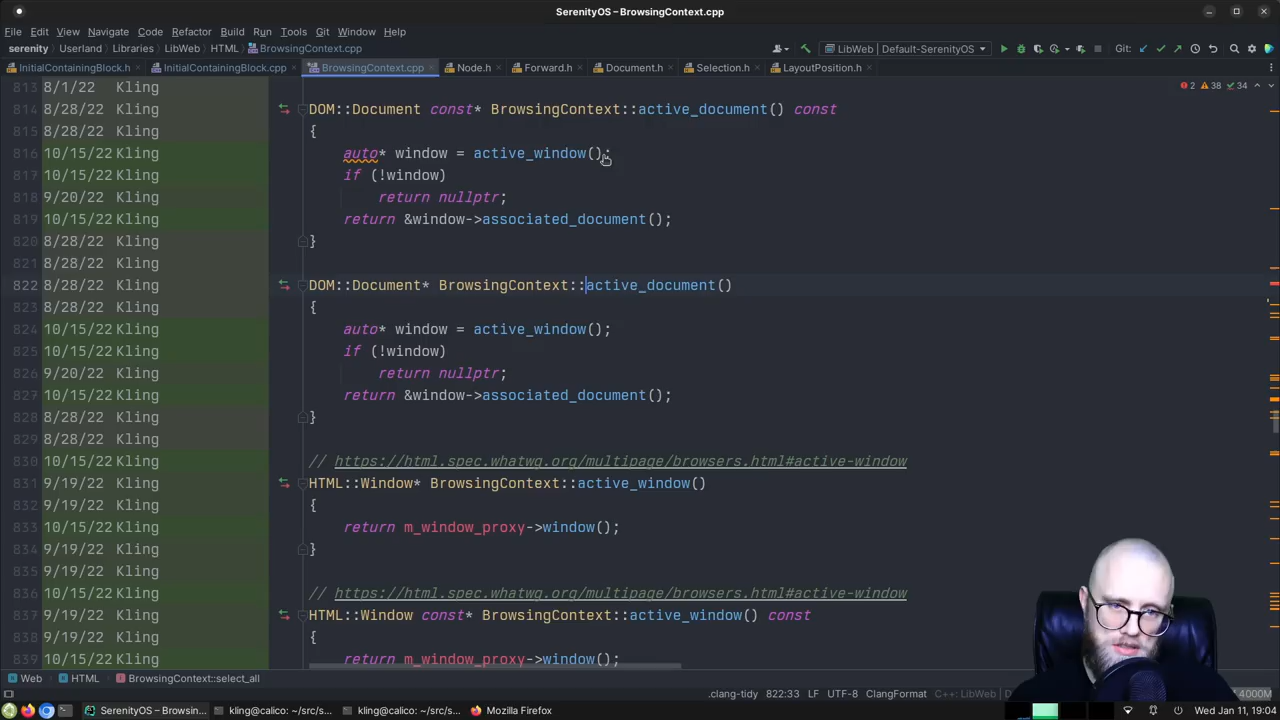 SerenityOS – BrowsingContext.cpp
File Edit View Navigate Code Refactor Build Run Tools Git Window Help
serenity Userland Libraries LibWeb HTML BrowsingContext.cpp LibWeb | Default-SerenityOS Git:
InitialContainingBlock.h InitialContainingBlock.cpp BrowsingContext.cpp Node.h Forward.h Document.h Selection.h LayoutPosition.h
813 8/1/22 Kling 2 38 34
814 8/28/22 Kling DOM::Document const* BrowsingContext::active_document() const
815 8/28/22 Kling {
816 10/15/22 Kling auto* window = active_window();
817 10/15/22 Kling if (!window)
818 9/20/22 Kling return nullptr;
819 10/15/22 Kling return &window->associated_document();
820 8/28/22 Kling }
821 8/28/22 Kling
822 8/28/22 Kling DOM::Document* BrowsingContext::active_document()
823 8/28/22 Kling {
824 10/15/22 Kling auto* window = active_window();
825 10/15/22 Kling if (!window)
826 9/20/22 Kling return nullptr;
827 10/15/22 Kling return &window->associated_document();
828 8/28/22 Kling }
829 8/28/22 Kling
830 10/15/22 Kling // https://html.spec.whatwg.org/multipage/browsers.html#active-window
831 9/19/22 Kling HTML::Window* BrowsingContext::active_window()
832 9/19/22 Kling {
833 10/15/22 Kling return m_window_proxy->window();
834 9/19/22 Kling }
835 9/19/22 Kling
836 10/15/22 Kling // https://html.spec.whatwg.org/multipage/browsers.html#active-window
837 9/19/22 Kling HTML::Window const* BrowsingContext::active_window() const
838 9/19/22 Kling {
839 10/15/22 Kling return m_window_proxy->window();
Web HTML BrowsingContext::select_all
.clang-tidy 822:33 LF UTF-8 ClangFormat C++: LibWeb 4000M
SerenityOS – Browsin... kling@calico: ~/src/s... kling@calico: ~/src/s... Mozilla Firefox Wed Jan 11, 19:04